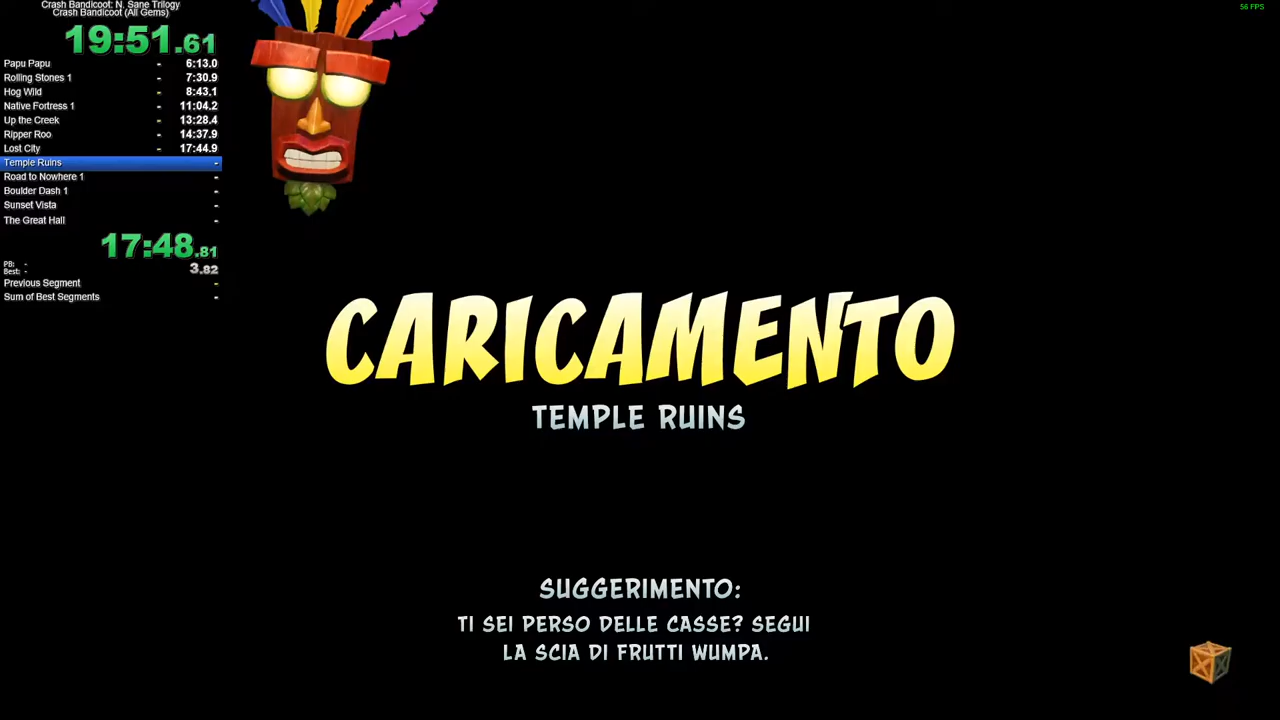 Crash Bandicoot: N. Sane Trilogy
Crash Bandicoot (All Gems)
56 FPS
19:51.61
Papu Papu - 6:13.0
Rolling Stones 1 - 7:30.9
Hog Wild - 8:43.1
Native Fortress 1 - 11:04.2
Up the Creek - 13:28.4
Ripper Roo - 14:37.9
Lost City - 17:44.9
Temple Ruins -
Road to Nowhere 1 -
Boulder Dash 1 -
Sunset Vista -
The Great Hall -
17:48.81
PB: -
Best: - 3.82
Previous Segment -
Sum of Best Segments -
CARICAMENTO
TEMPLE RUINS
SUGGERIMENTO:
TI SEI PERSO DELLE CASSE? SEGUI
LA SCIA DI FRUTTI WUMPA.